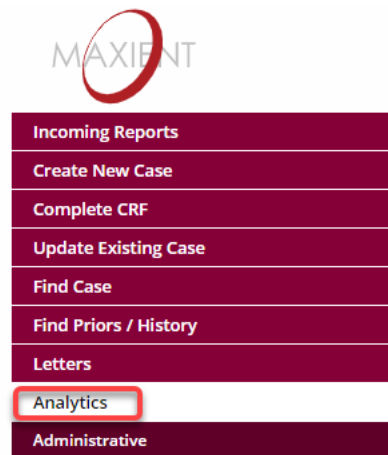 MAXIENT
Incoming Reports
Create New Case
Complete CRF
Update Existing Case
Find Case
Find Priors / History
Letters
Analytics
Administrative